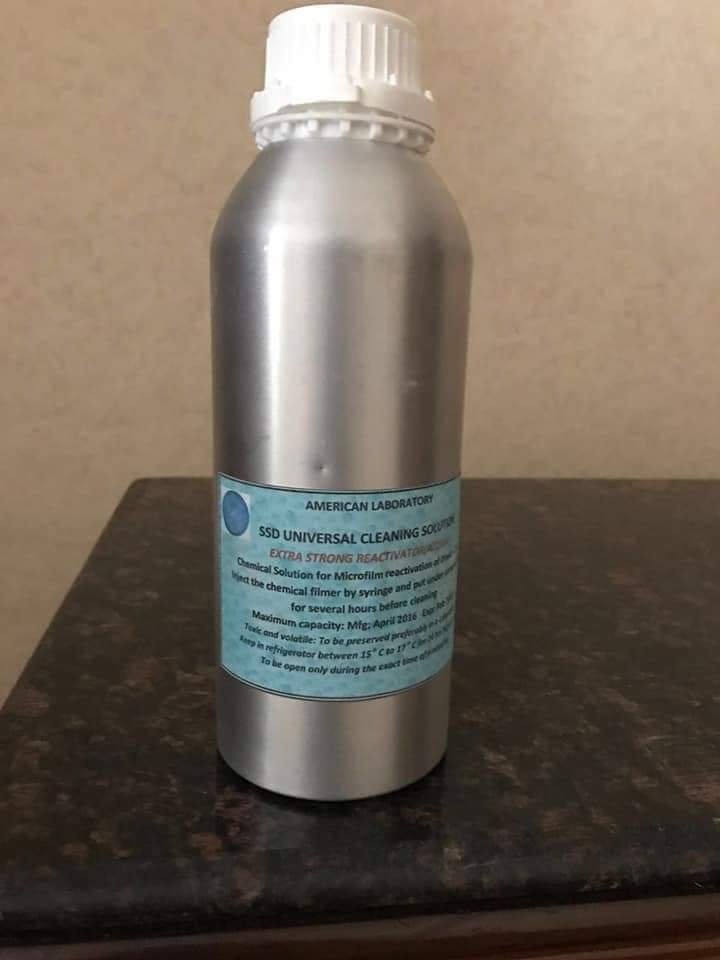 AMERICAN LABORATORY
SSD UNIVERSAL CLEANING SOLUTION
EXTRA STRONG REACTIVATOR
Chemical Solution for Microfilm reactivation of
Inject the chemical filmer by syringe and put under
for several hours before cleaning
Maximum capacity: Mfg; April 2016 Exp:
Toxic and volatile: To be preserved preferably in a
Keep in refrigerator between 15° C to 17° C
To be open only during the exact time of